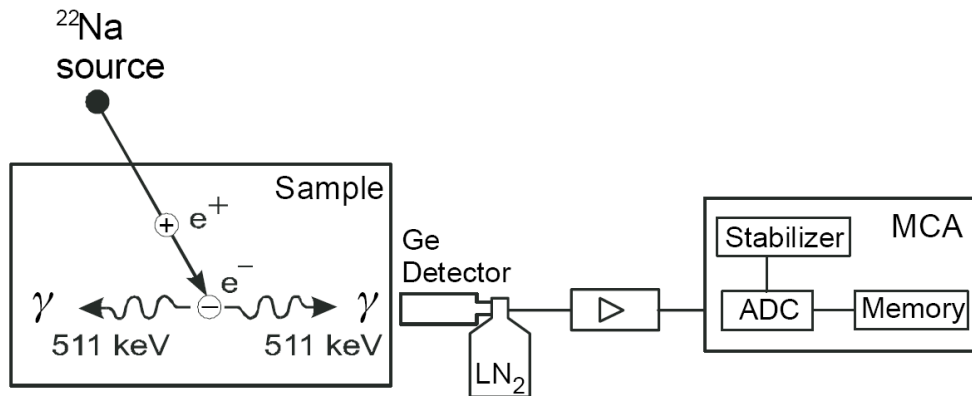 ²²Na
source
Sample
e⁺
e⁻
γ
γ
511 keV
511 keV
Ge
Detector
LN₂
MCA
Stabilizer
ADC
Memory